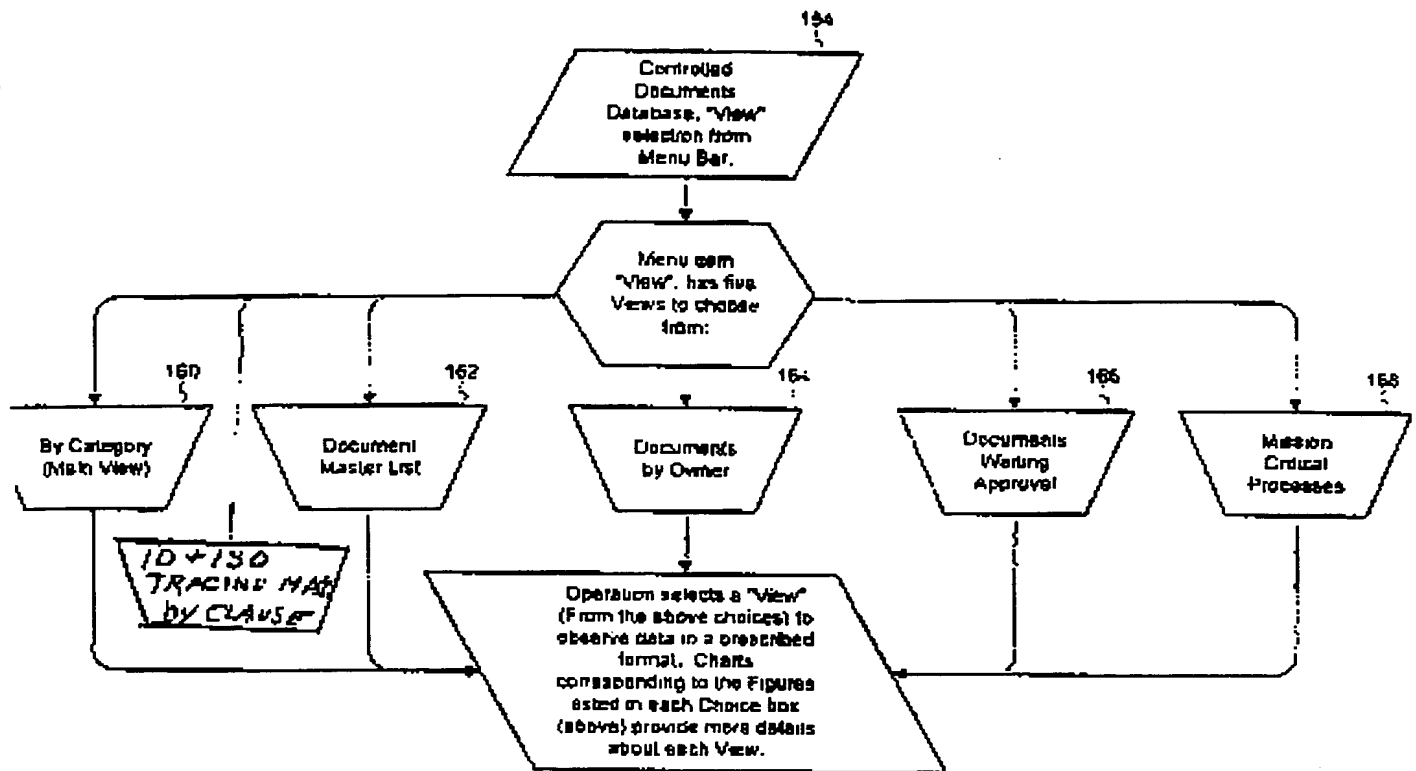 154
Controlled
Documents
Database, "View"
selection from
Menu Bar.
Menu
"View", has five
Views to choose
from:
160
By Category
(Main View)
162
Document
Master List
164
Documents
by Owner
166
Documents
Waiting
Approval
168
Mission
Critical
Processes
ISO
TRACING MAP
by CLAUSE
Operation selects a "View"
(From the above choices) to
observe data in a prescribed
format. Charts
corresponding to the Figures
listed in each Choice box
(above) provide more details
about each View.